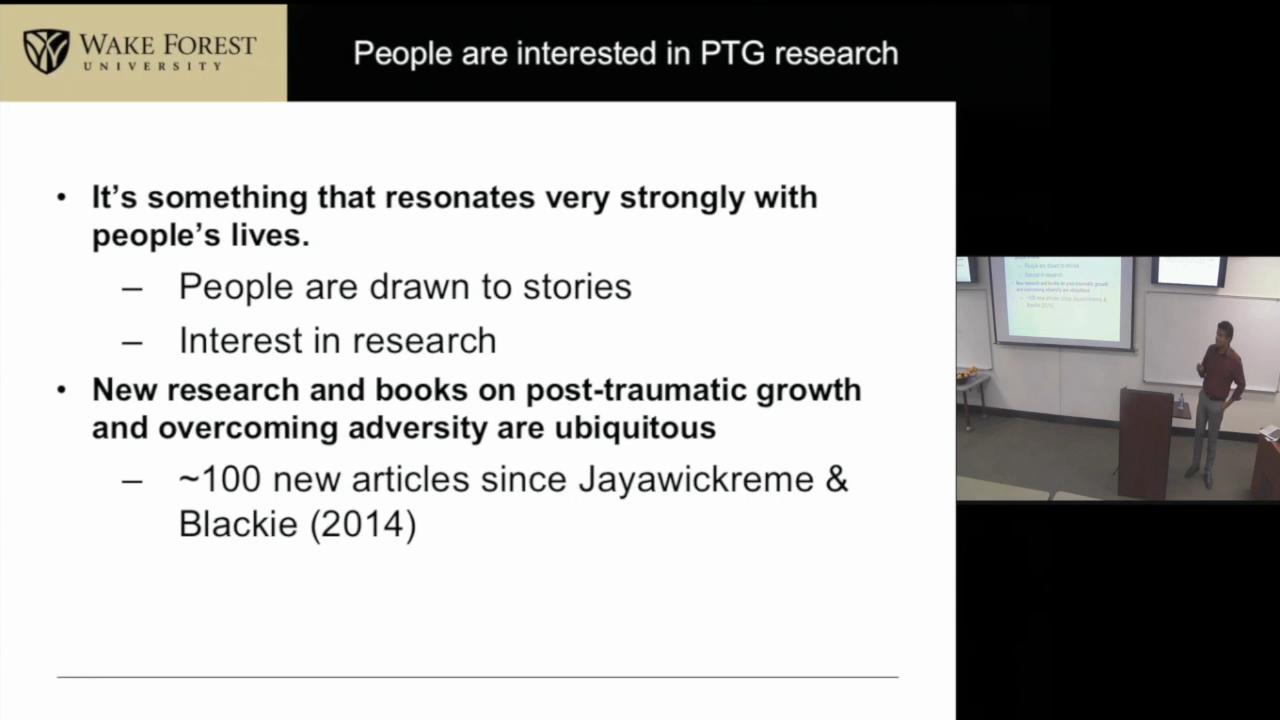 WAKE FOREST
UNIVERSITY
People are interested in PTG research
• It's something that resonates very strongly with
people's lives.
– People are drawn to stories
– Interest in research
• New research and books on post-traumatic growth
and overcoming adversity are ubiquitous
– ~100 new articles since Jayawickreme &
Blackie (2014)